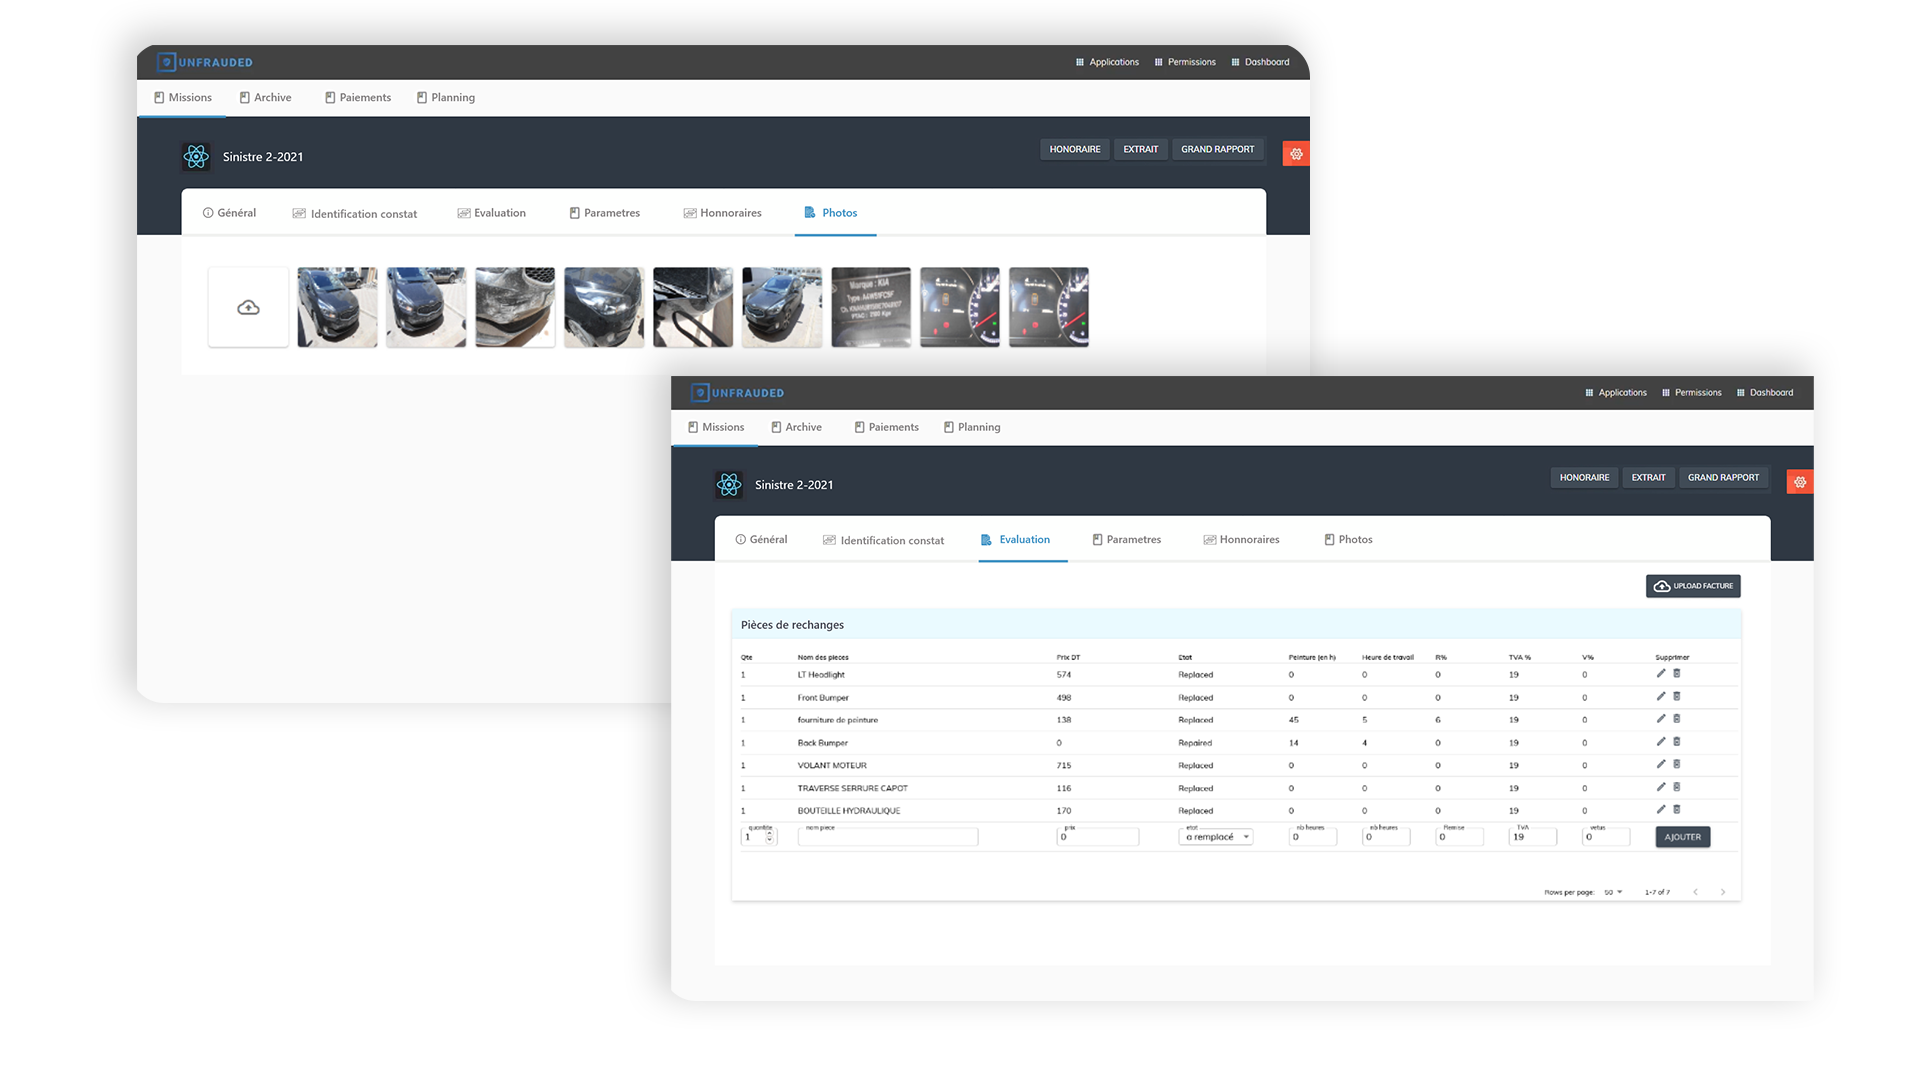 UNFRAUDED
Applications Permissions Dashboard
Missions Archive Paiements Planning
Sinistre 2-2021
HONORAIRE EXTRAIT GRAND RAPPORT
Général Identification constat Evaluation Parametres Honnoraires Photos
Marque : KIA
UNFRAUDED
Applications Permissions Dashboard
Missions Archive Paiements Planning
Sinistre 2-2021
HONORAIRE EXTRAIT GRAND RAPPORT
Général Identification constat Evaluation Parametres Honnoraires Photos
UPLOAD FACTURE
Pièces de rechanges
Qte Nom des pieces Prix DT Etat Peinture (en h) Heure de travail R% TVA % V% Supprimer
1 LT Headlight 574 Replaced 0 0 0 19 0
1 Front Bumper 498 Replaced 0 0 0 19 0
1 fourniture de peinture 138 Replaced 45 5 6 19 0
1 Back Bumper 0 Repaired 14 4 0 19 0
1 VOLANT MOTEUR 715 Replaced 0 0 0 19 0
1 TRAVERSE SERRURE CAPOT 116 Replaced 0 0 0 19 0
1 BOUTEILLE HYDRAULIQUE 170 Replaced 0 0 0 19 0
quantite nom piece prix etat nb heures nb heures Remise TVA vetus
1 0 a remplacé 0 0 0 19 0 AJOUTER
Rows per page: 50 1-7 of 7